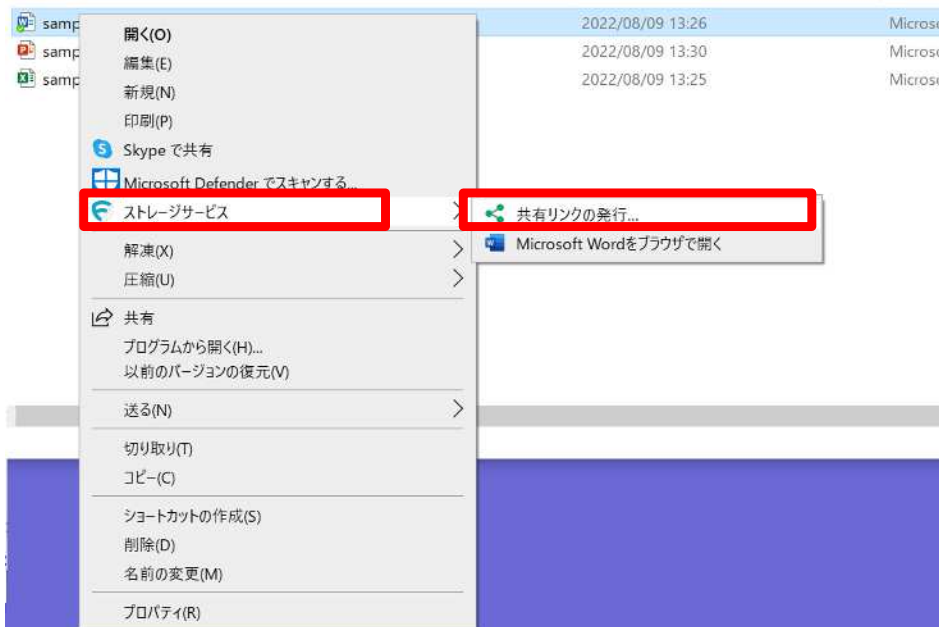 samp 2022/08/09 13:26 Micros
samp 2022/08/09 13:30 Micros
samp 2022/08/09 13:25 Micros
開く(O)
編集(E)
新規(N)
印刷(P)
Skype で共有
Microsoft Defender でスキャンする...
ストレージサービス
共有リンクの発行...
Microsoft Wordをブラウザで開く
解凍(X)
圧縮(U)
共有
プログラムから開く(H)...
以前のバージョンの復元(V)
送る(N)
切り取り(T)
コピー(C)
ショートカットの作成(S)
削除(D)
名前の変更(M)
プロパティ(R)